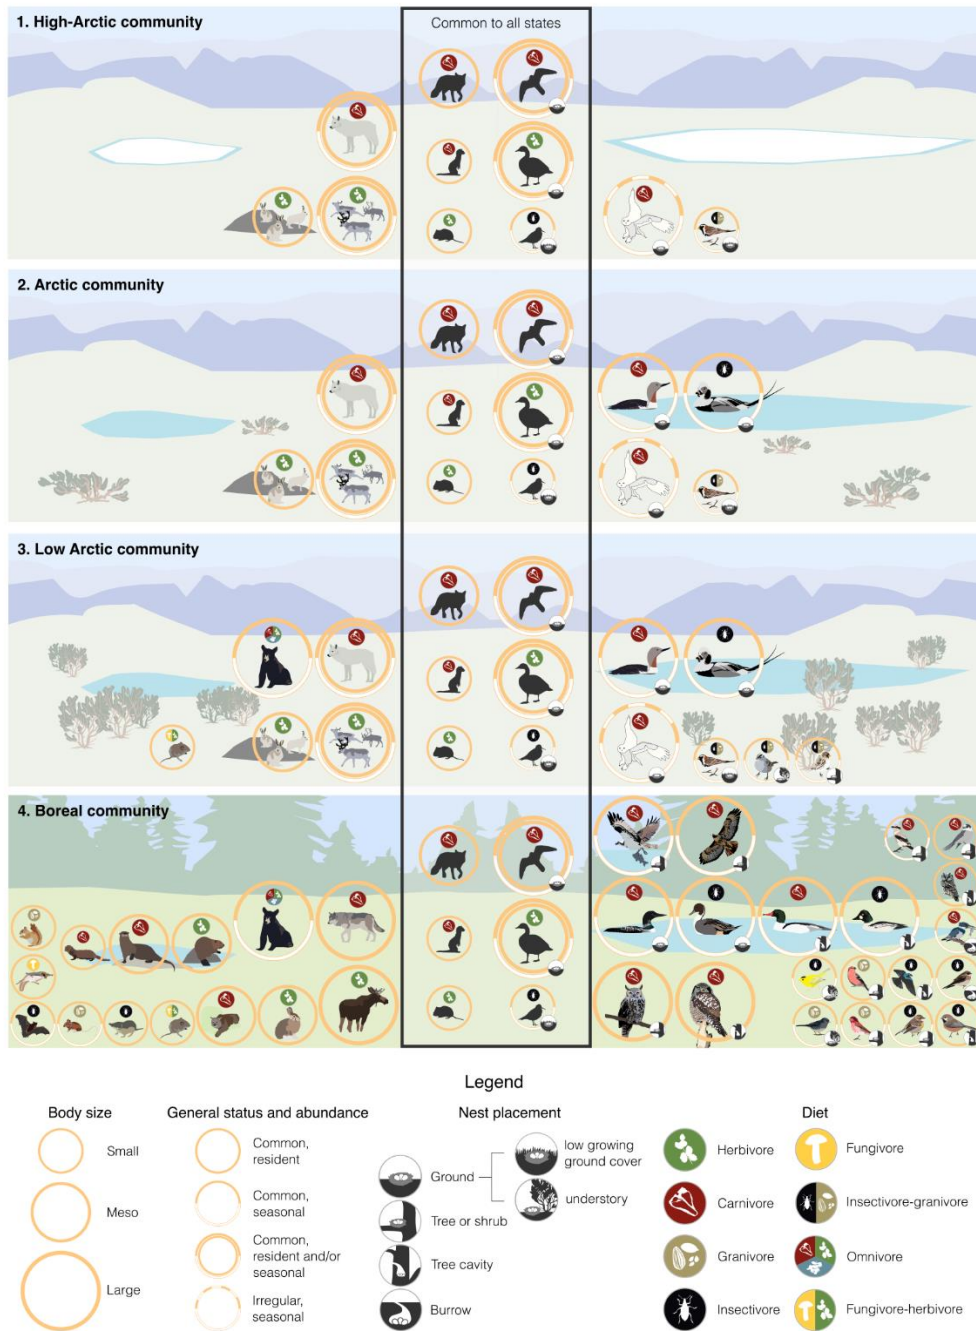 1. High-Arctic community
Common to all states
2. Arctic community
3. Low Arctic community
4. Boreal community
Legend
Body size
Small
Meso
Large
General status and abundance
Common,
resident
Common,
seasonal
Common,
resident and/or
seasonal
Irregular,
seasonal
Nest placement
Ground
low growing
ground cover
understory
Tree or shrub
Tree cavity
Burrow
Diet
Herbivore
Fungivore
Carnivore
Insectivore-granivore
Granivore
Omnivore
Insectivore
Fungivore-herbivore